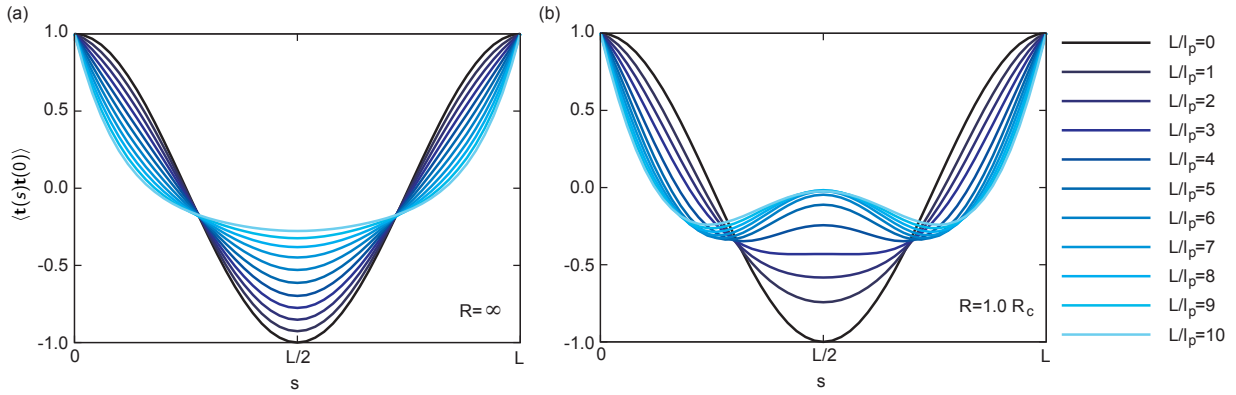 (a)
1.0
0.5
0.0
-0.5
-1.0
⟨t(s)t(0)⟩
R=∞
0
L/2
L
s
(b)
1.0
0.5
0.0
-0.5
-1.0
R=1.0 R_c
0
L/2
L
s
L/l_p=0
L/l_p=1
L/l_p=2
L/l_p=3
L/l_p=4
L/l_p=5
L/l_p=6
L/l_p=7
L/l_p=8
L/l_p=9
L/l_p=10